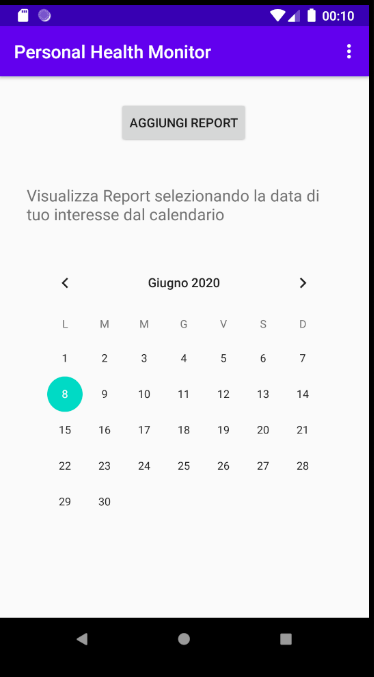 00:10
Personal Health Monitor
AGGIUNGI REPORT
Visualizza Report selezionando la data di
tuo interesse dal calendario
Giugno 2020
L M M G V S D
1 2 3 4 5 6 7
8 9 10 11 12 13 14
15 16 17 18 19 20 21
22 23 24 25 26 27 28
29 30